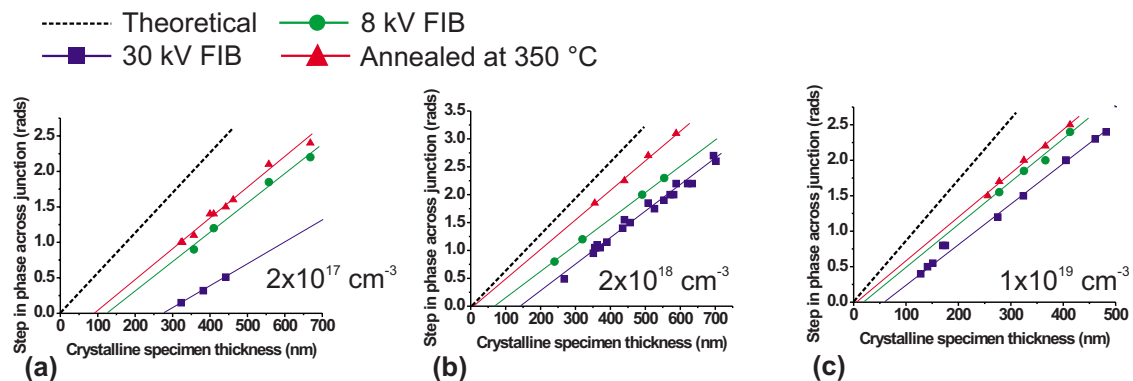 Theoretical
8 kV FIB
30 kV FIB
Annealed at 350 °C
Step in phase across junction (rads)
2.5
2.0
1.5
1.0
0.5
0.0
0 100 200 300 400 500 600 700
Crystalline specimen thickness (nm)
2x10¹⁷ cm⁻³
(a)
Step in phase across junction (rads)
3.5
3.0
2.5
2.0
1.5
1.0
0.5
0.0
0 100 200 300 400 500 600 700
Crystalline specimen thickness (nm)
2x10¹⁸ cm⁻³
(b)
Step in phase across junction (rads)
2.5
2.0
1.5
1.0
0.5
0.0
0 100 200 300 400 500
Crystalline specimen thickness (nm)
1x10¹⁹ cm⁻³
(c)